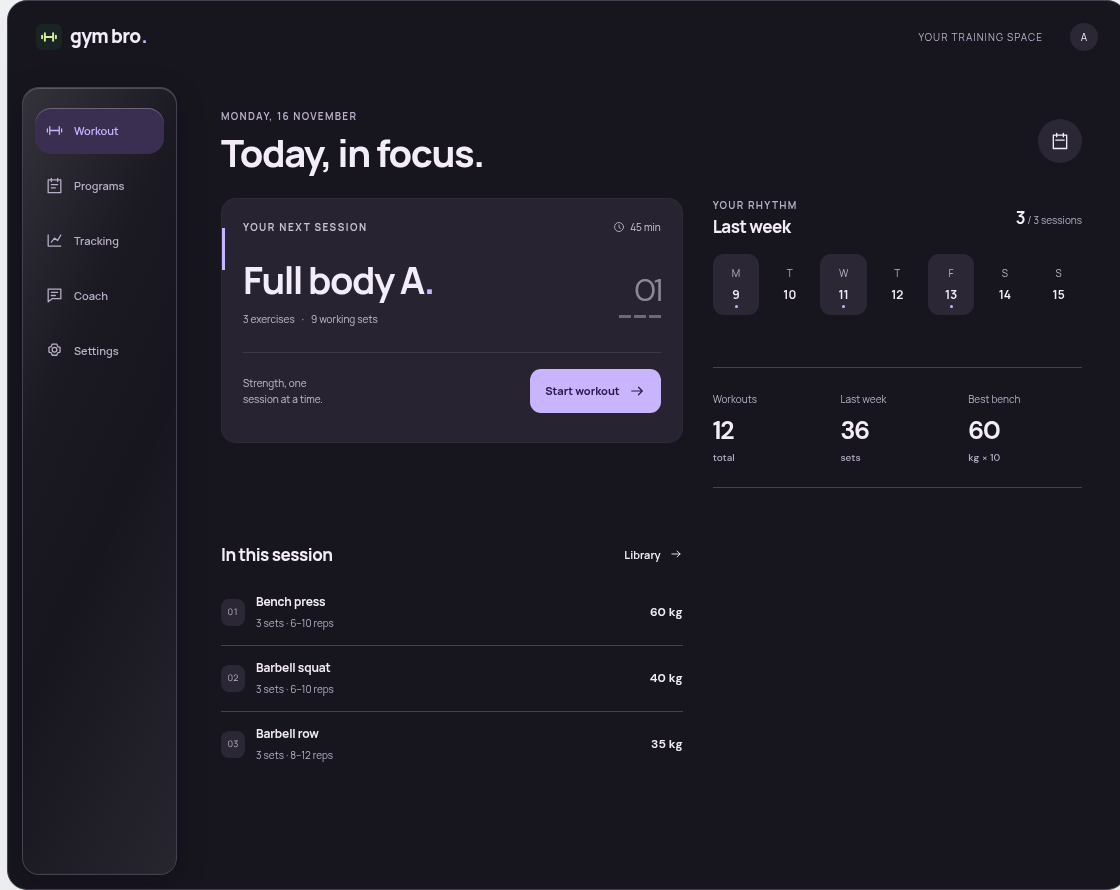 gym bro.
YOUR TRAINING SPACE
A
Workout
Programs
Tracking
Coach
Settings
MONDAY, 16 NOVEMBER
Today, in focus.
YOUR NEXT SESSION
45 min
Full body A.
3 exercises · 9 working sets
01
Strength, one
session at a time.
Start workout
YOUR RHYTHM
Last week
3 / 3 sessions
M T W T F S S
9 10 11 12 13 14 15
Workouts Last week Best bench
12 36 60
total sets kg × 10
In this session
Library
01
Bench press
3 sets · 6–10 reps
60 kg
02
Barbell squat
3 sets · 6–10 reps
40 kg
03
Barbell row
3 sets · 8–12 reps
35 kg